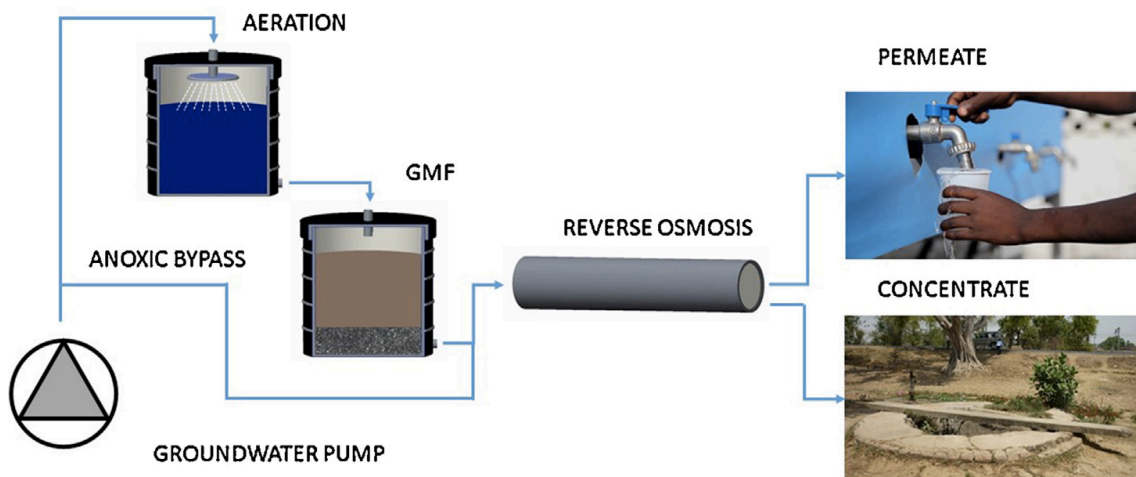 AERATION
PERMEATE
GMF
REVERSE OSMOSIS
ANOXIC BYPASS
CONCENTRATE
GROUNDWATER PUMP